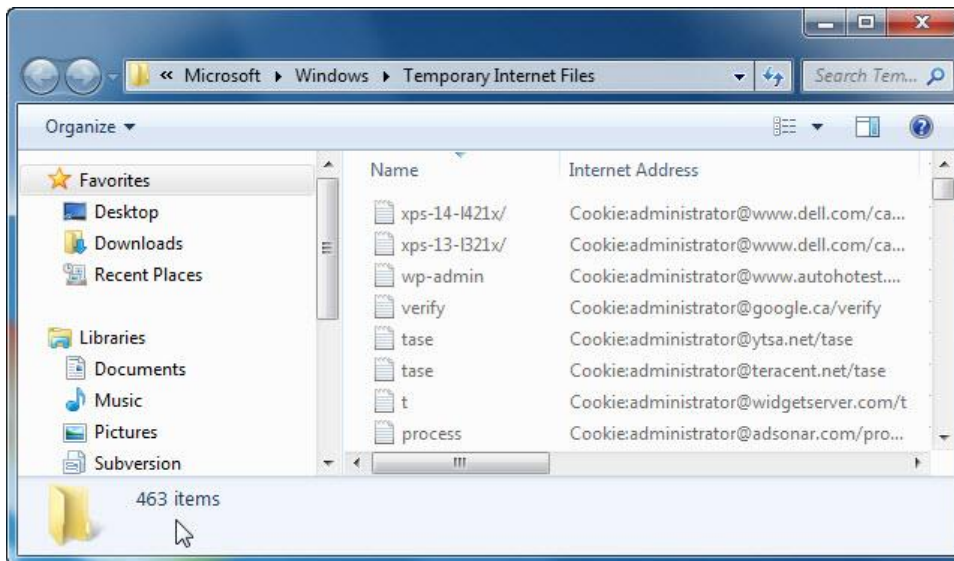 « Microsoft ▸ Windows ▸ Temporary Internet Files
Search Tem...
Organize
Favorites
Desktop
Downloads
Recent Places
Libraries
Documents
Music
Pictures
Subversion
Name Internet Address
xps-14-l421x/ Cookie:administrator@www.dell.com/ca...
xps-13-l321x/ Cookie:administrator@www.dell.com/ca...
wp-admin Cookie:administrator@www.autohotest....
verify Cookie:administrator@google.ca/verify
tase Cookie:administrator@ytsa.net/tase
tase Cookie:administrator@teracent.net/tase
t Cookie:administrator@widgetserver.com/t
process Cookie:administrator@adsonar.com/pro...
463 items